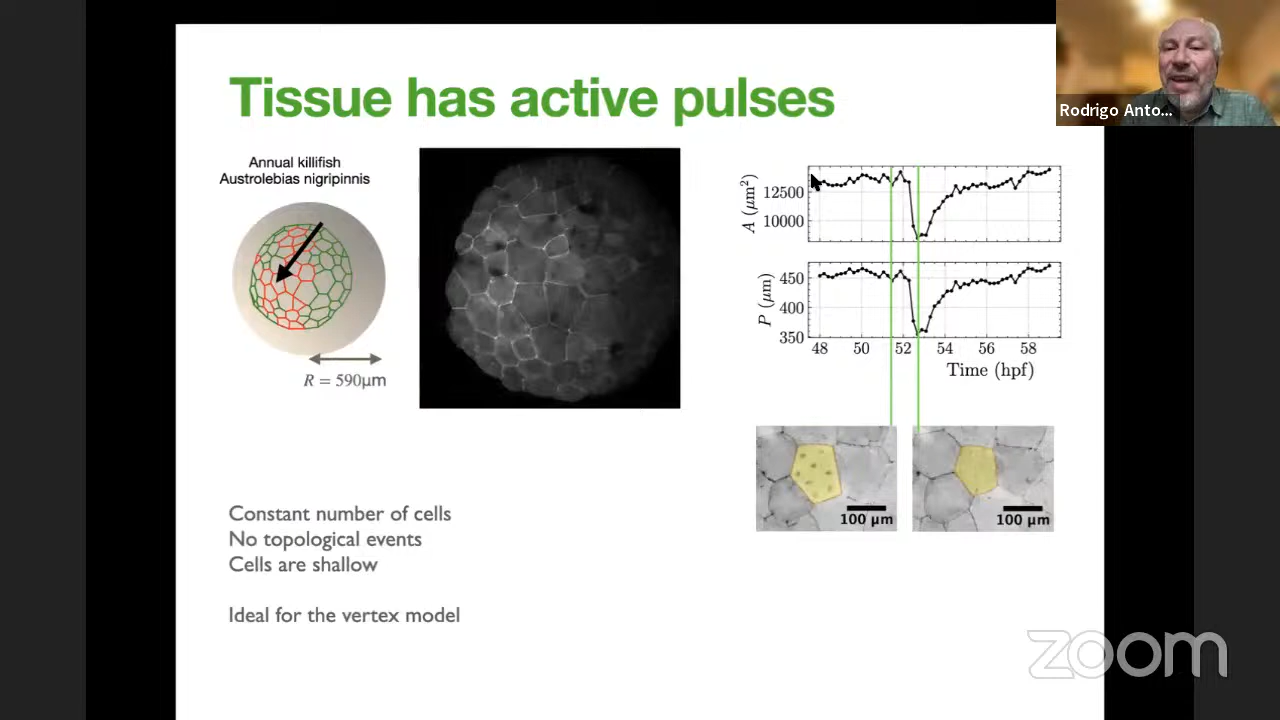 Tissue has active pulses
Annual killifish
Austrolebias nigripinnis
R = 590μm
Constant number of cells
No topological events
Cells are shallow
Ideal for the vertex model
A (μm²)
12500
10000
P (μm)
450
400
350
48 50 52 54 56 58
Time (hpf)
100 μm
100 μm
Rodrigo Anto...
zoom